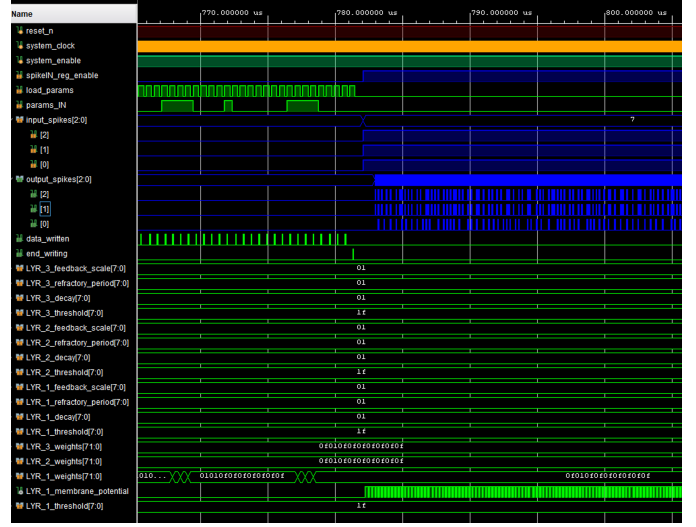 Name 770.000000 us 780.000000 us 790.000000 us 800.000000 us
reset_n
system_clock
system_enable
spikeIN_reg_enable
load_params
params_IN
input_spikes[2:0] 7
[2]
[1]
[0]
output_spikes[2:0]
[2]
[1]
[0]
data_written
end_writing
LYR_3_feedback_scale[7:0] 01
LYR_3_refractory_period[7:0] 01
LYR_3_decay[7:0] 01
LYR_3_threshold[7:0] 1f
LYR_2_feedback_scale[7:0] 01
LYR_2_refractory_period[7:0] 01
LYR_2_decay[7:0] 01
LYR_2_threshold[7:0] 1f
LYR_1_feedback_scale[7:0] 01
LYR_1_refractory_period[7:0] 01
LYR_1_decay[7:0] 01
LYR_1_threshold[7:0] 1f
LYR_3_weights[71:0] 0f010f0f0f0f0f0f0f
LYR_2_weights[71:0] 0f010f0f0f0f0f0f0f
LYR_1_weights[71:0] 010... 01010f0f0f0f0f0f0f 0f010f0f0f0f0f0f0f
LYR_1_membrane_potential
LYR_1_threshold[7:0] 1f